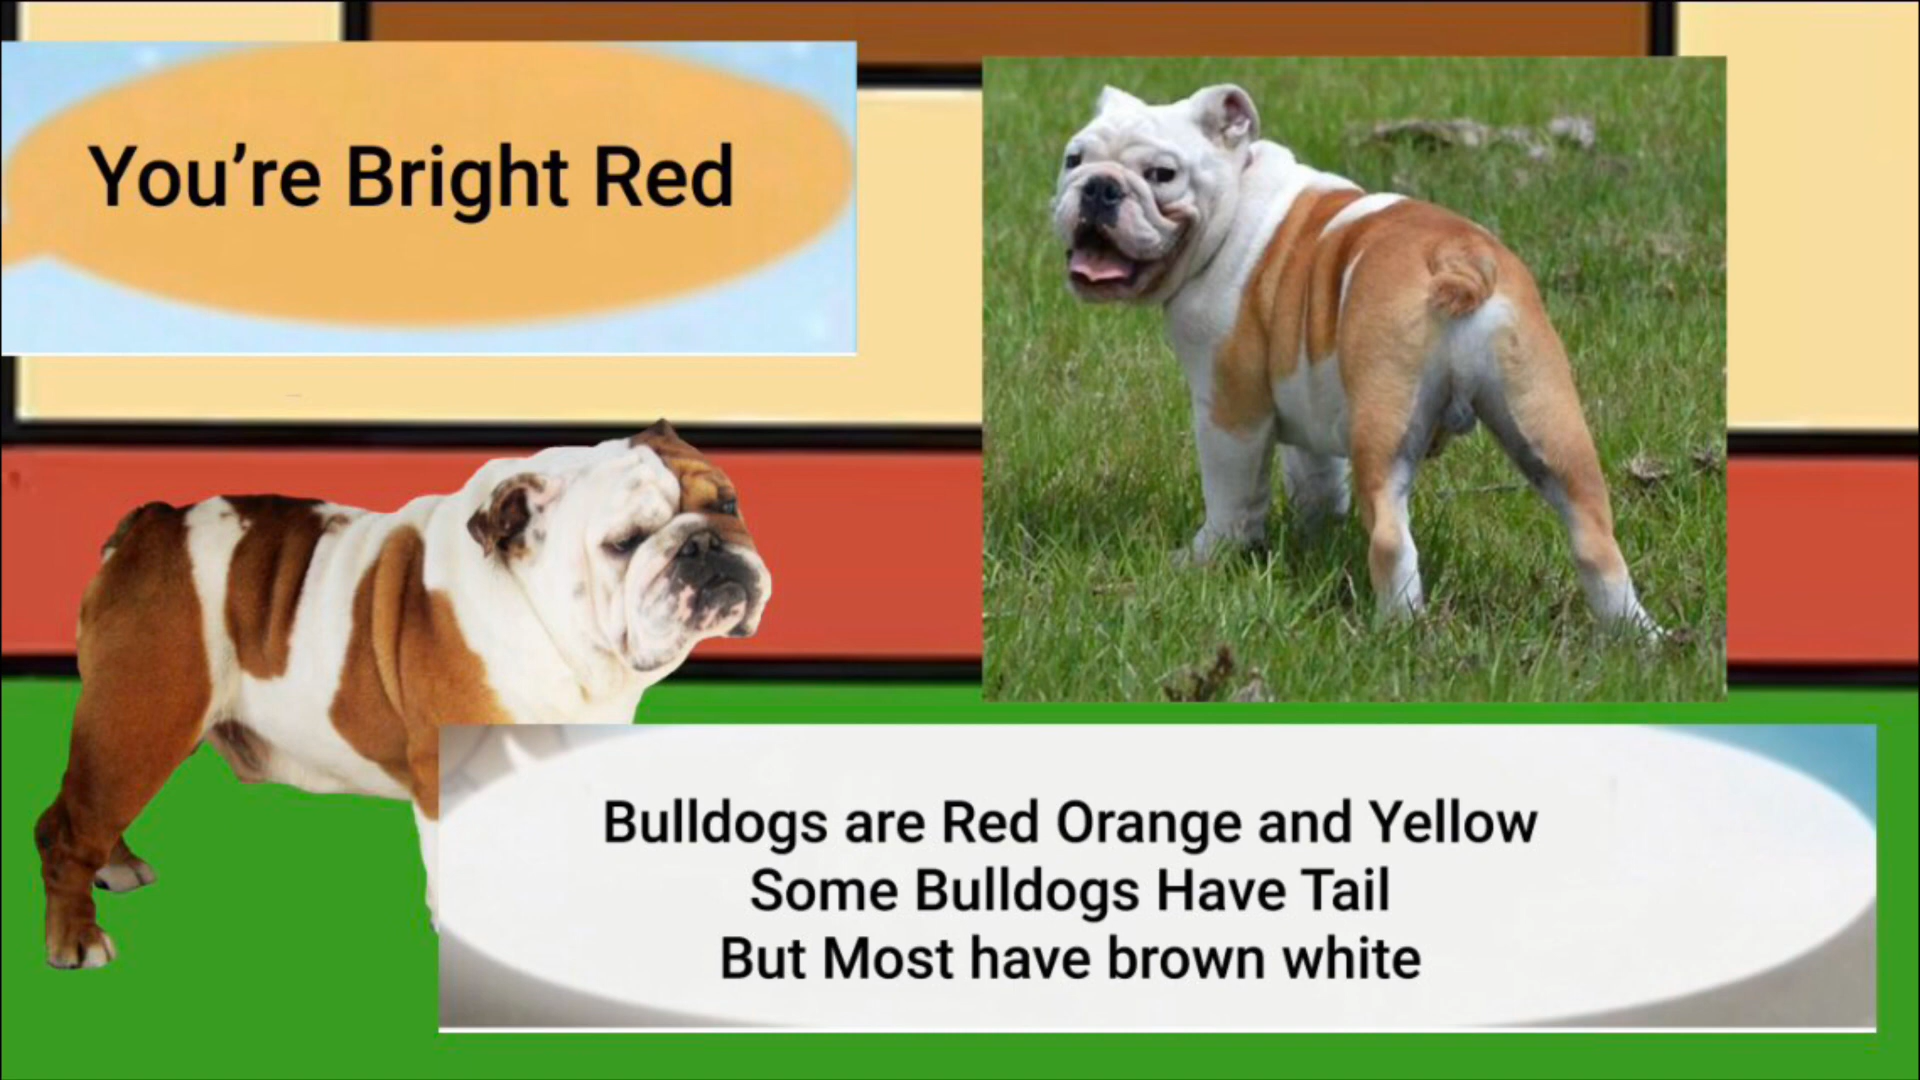 You’re Bright Red
Bulldogs are Red Orange and Yellow
Some Bulldogs Have Tail
But Most have brown white